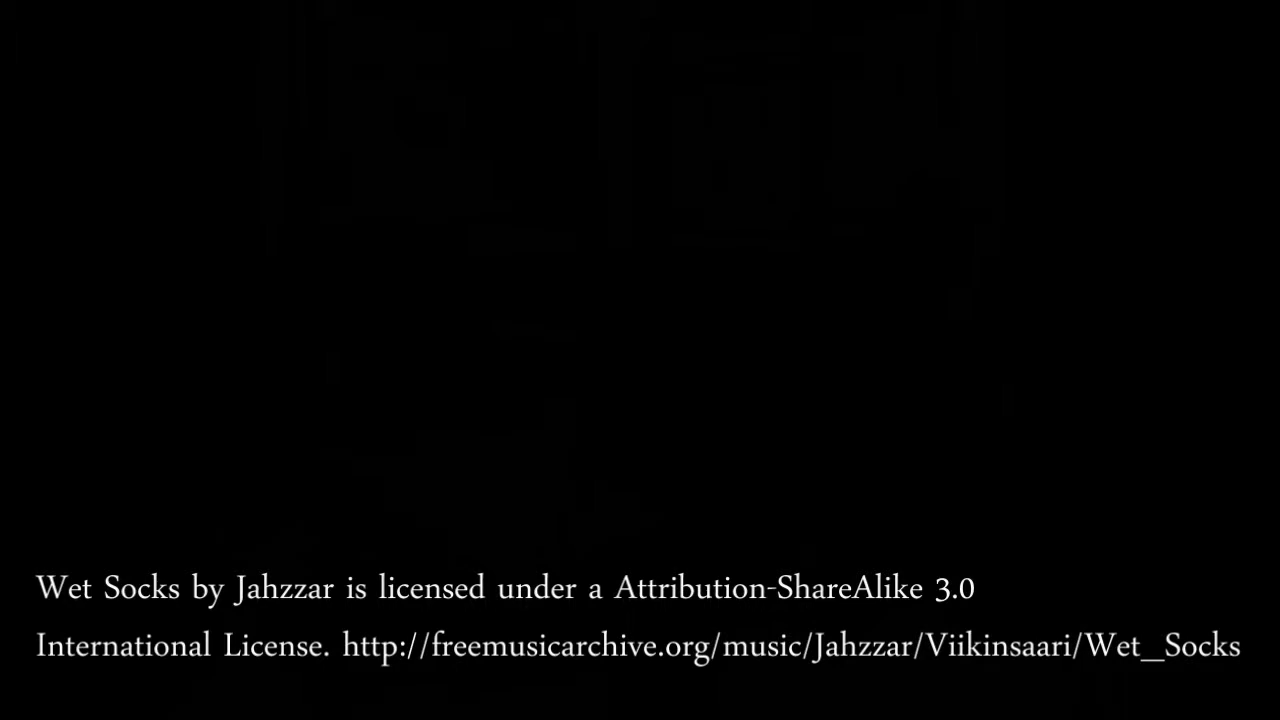 Wet Socks by Jahzzar is licensed under a Attribution-ShareAlike 3.0
International License. http://freemusicarchive.org/music/Jahzzar/Viikinsaari/Wet_Socks